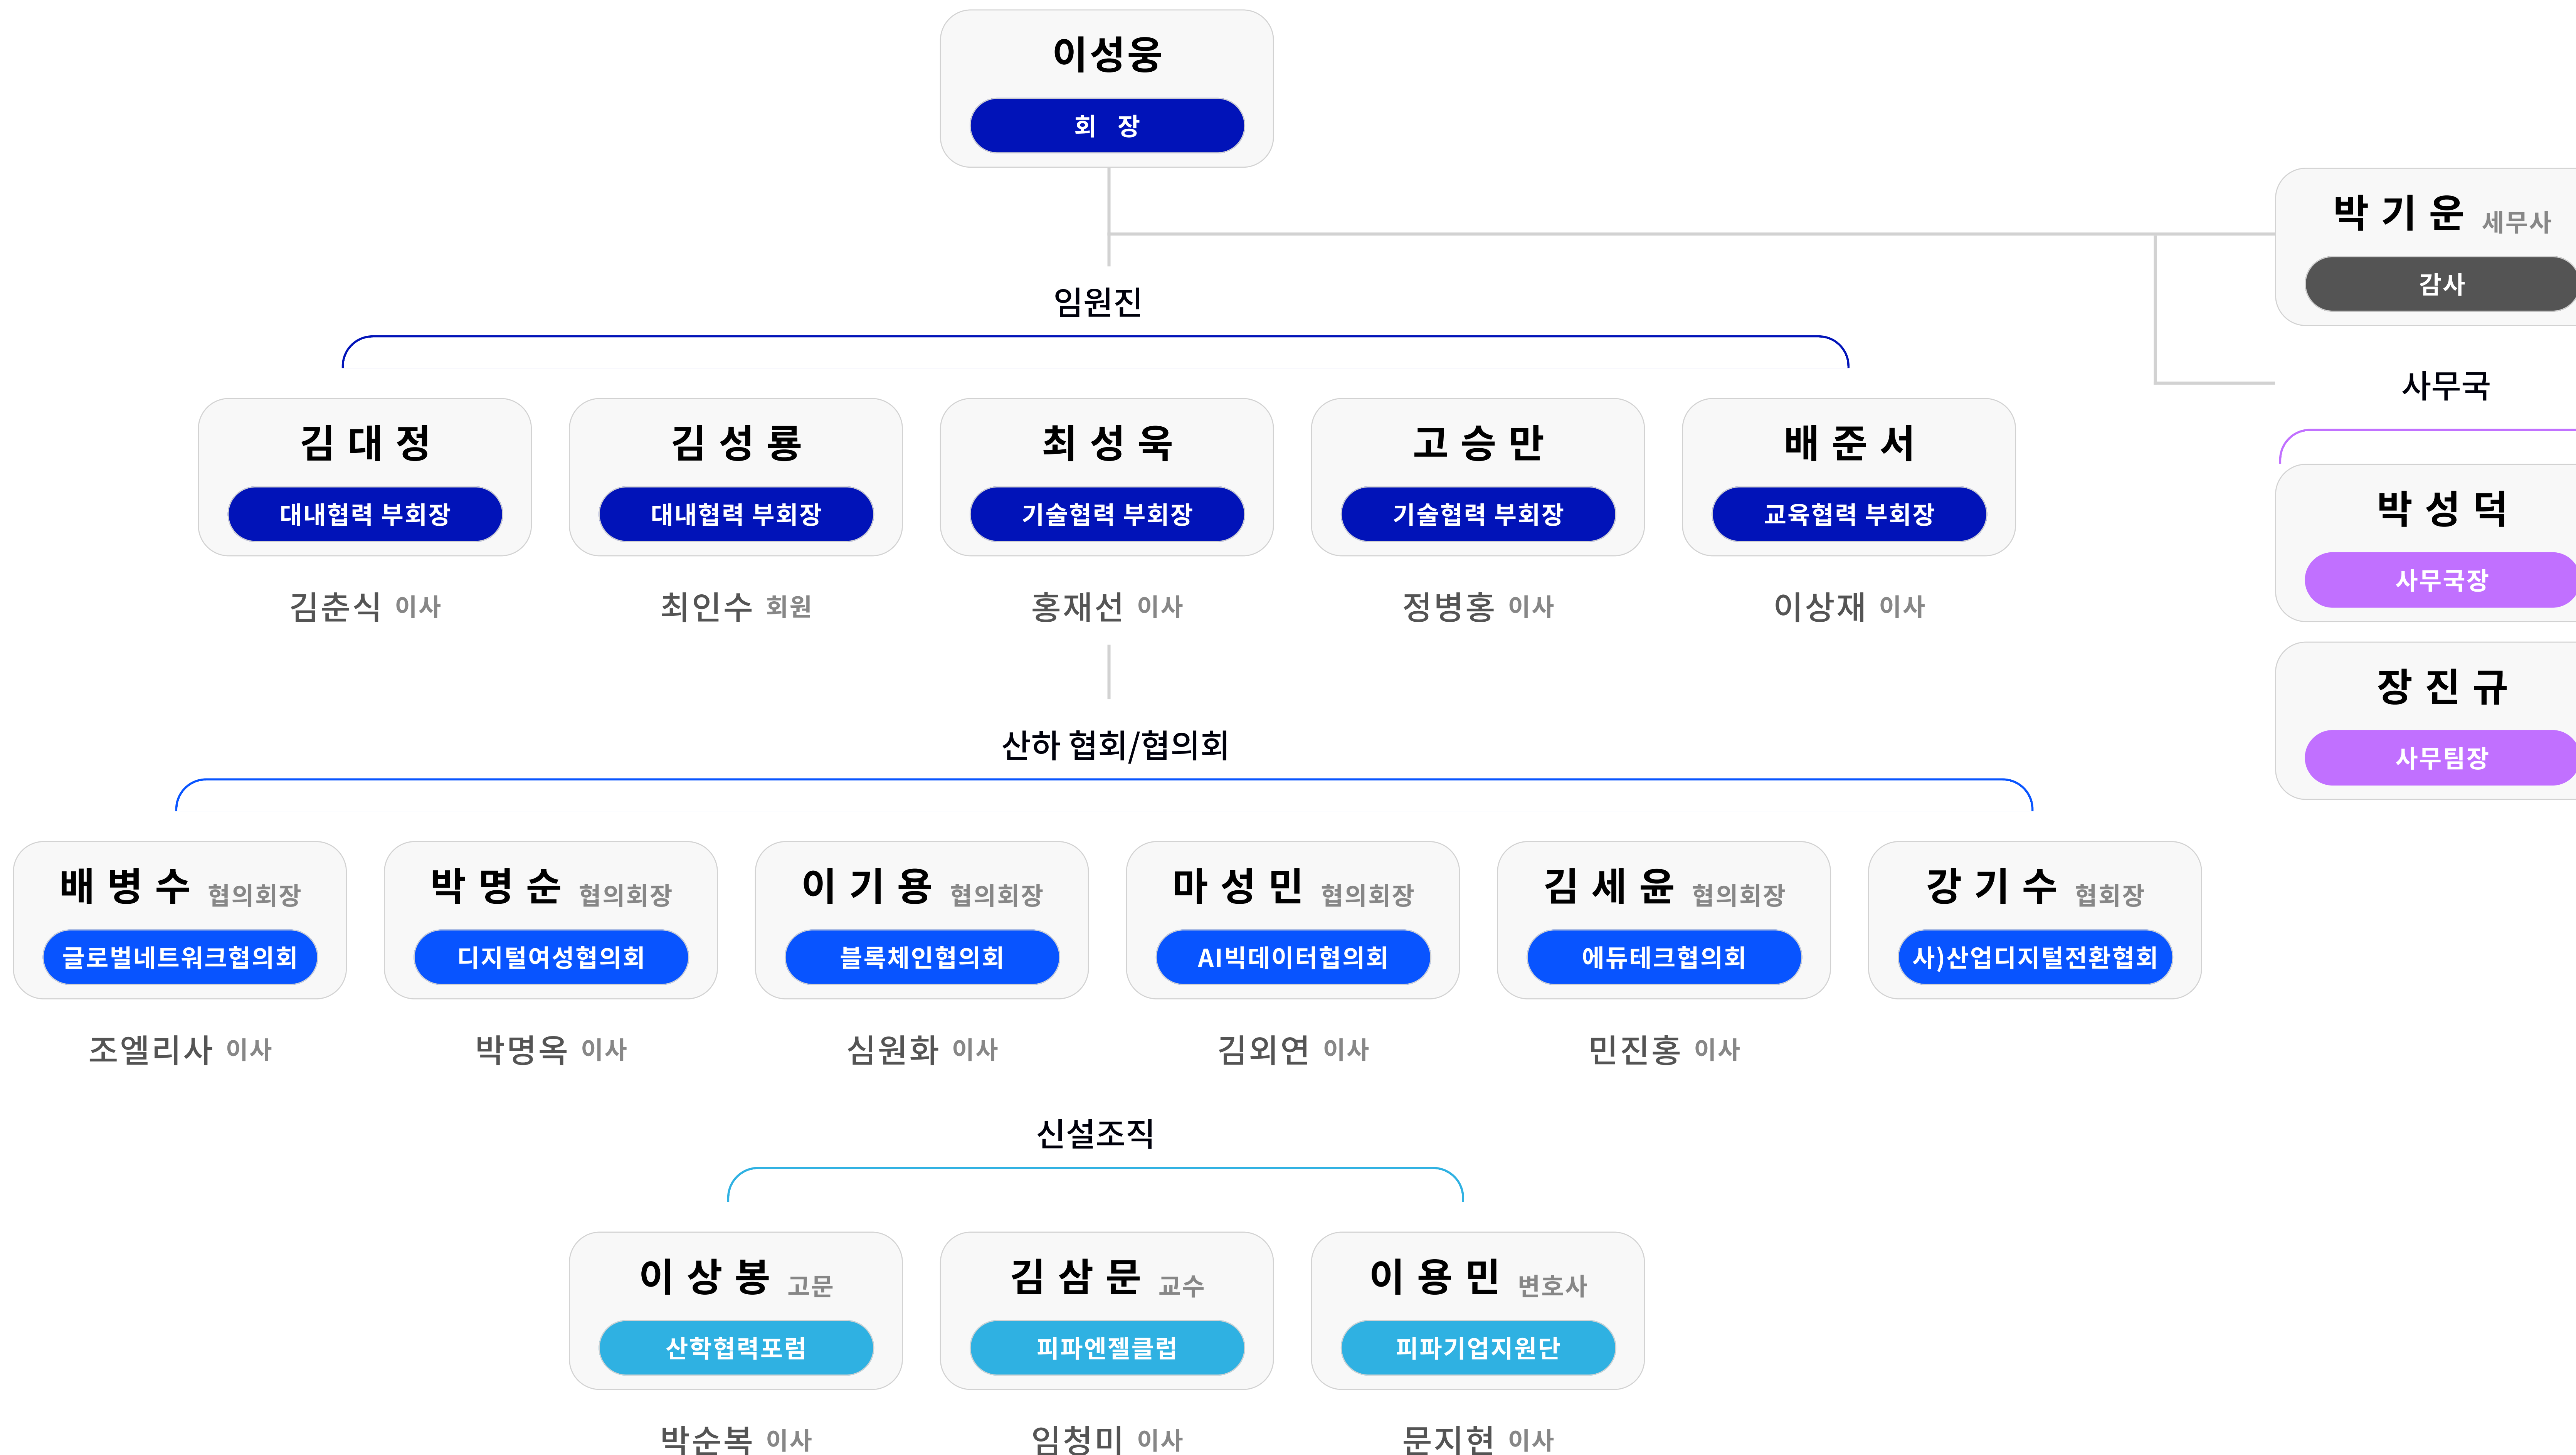 이성웅
회 장
박 기 운 세무사
감사
임원진
사무국
김 대 정
대내협력 부회장
김춘식 이사
김 성 룡
대내협력 부회장
최인수 회원
최 성 욱
기술협력 부회장
홍재선 이사
고 승 만
기술협력 부회장
정병홍 이사
배 준 서
교육협력 부회장
이상재 이사
박 성 덕
사무국장
장 진 규
사무팀장
산하 협회/협의회
배 병 수 협의회장
글로벌네트워크협의회
조엘리사 이사
박 명 순 협의회장
디지털여성협의회
박명옥 이사
이 기 용 협의회장
블록체인협의회
심원화 이사
마 성 민 협의회장
AI빅데이터협의회
김외연 이사
김 세 윤 협의회장
에듀테크협의회
민진홍 이사
강 기 수 협회장
사)산업디지털전환협회
신설조직
이 상 봉 고문
산학협력포럼
박순복 이사
김 삼 문 교수
피파엔젤클럽
임청미 이사
이 용 민 변호사
피파기업지원단
문지현 이사